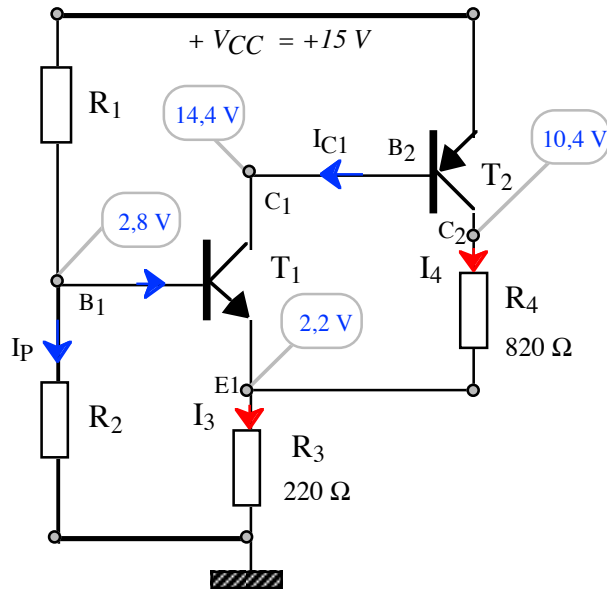 + VCC = +15 V
R1
14,4 V
IC1
B2
10,4 V
T2
C1
2,8 V
C2
B1
T1
I4
R4
2,2 V
820 Ω
IP
E1
R2
I3
R3
220 Ω